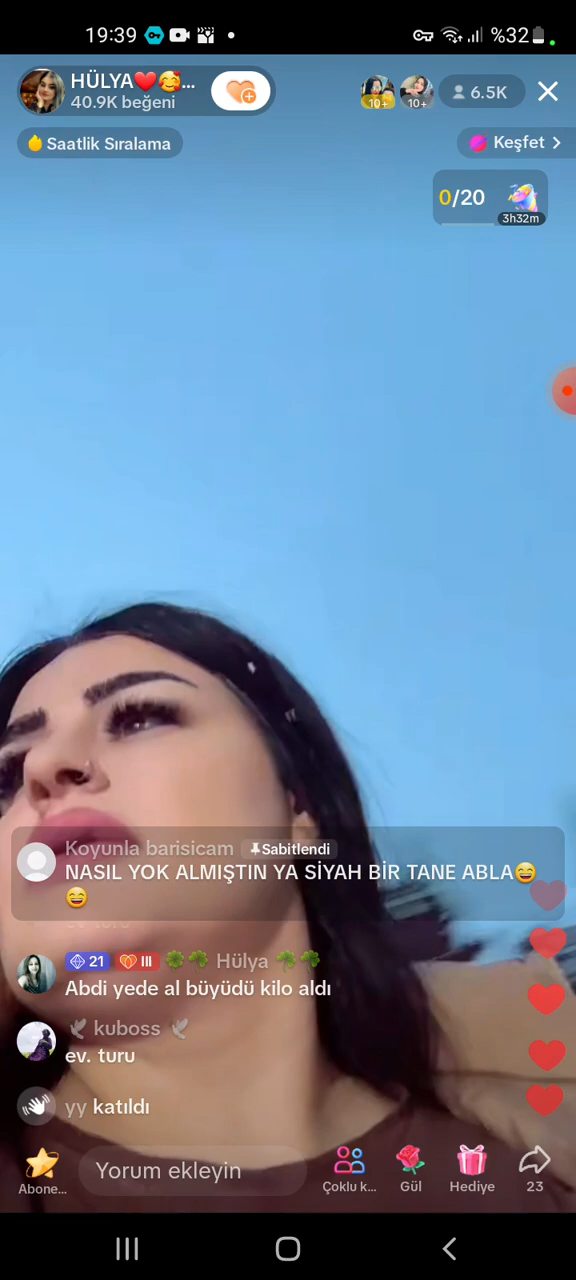 19:39
%32
HÜLYA❤️🥰...
40.9K beğeni
10+
10+
6.5K
Saatlik Sıralama
Keşfet
0/20
3h32m
Koyunla barisicam Sabitlendi
NASIL YOK ALMIŞTIN YA SİYAH BİR TANE ABLA😄
😄
ev turu
21 III 🍀🍀 Hülya 🌴🍀
Abdi yede al büyüdü kilo aldı
🕊 kuboss 🕊
ev. turu
yy katıldı
Yorum ekleyin
Abone...
Çoklu k...
Gül
Hediye
23